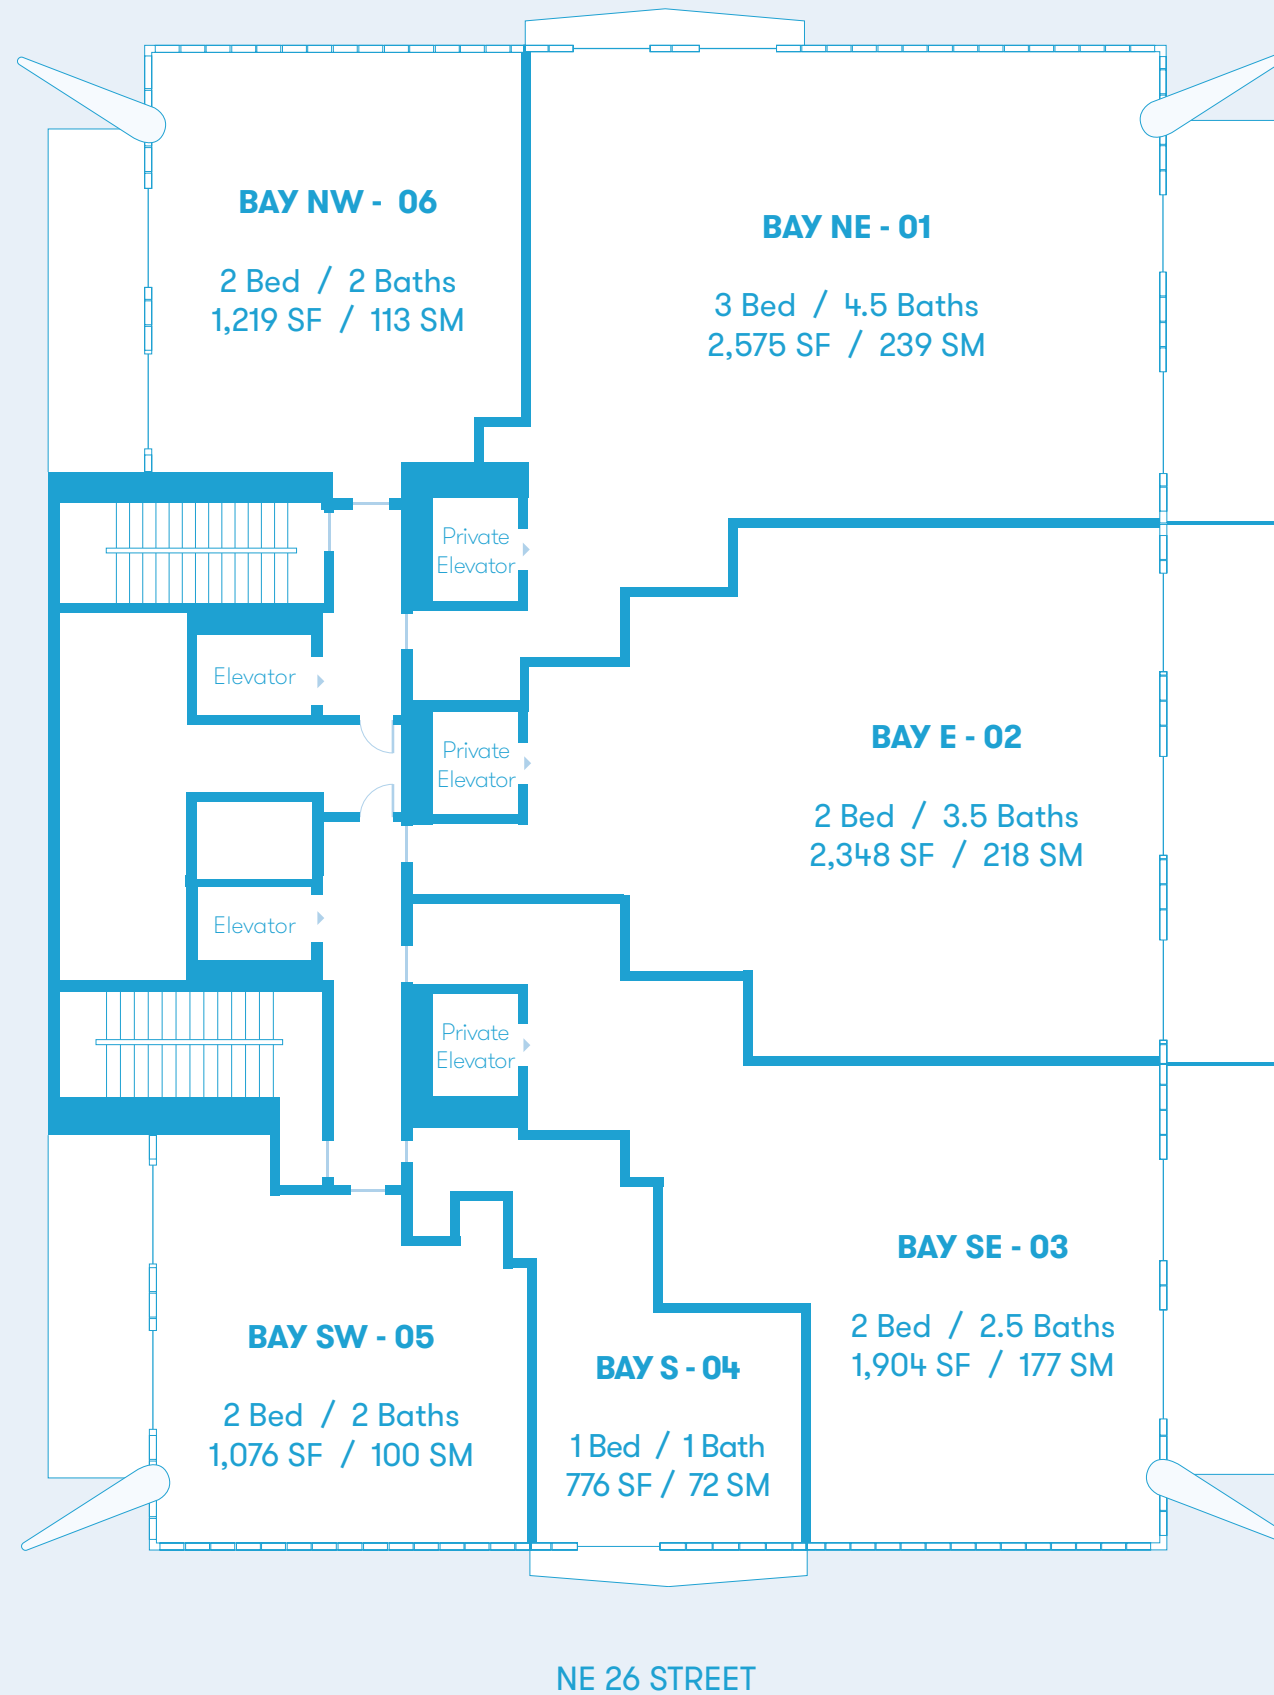 BAY NW - 06
2 Bed / 2 Baths
1,219 SF / 113 SM
BAY NE - 01
3 Bed / 4.5 Baths
2,575 SF / 239 SM
Private
Elevator
Elevator
Private
Elevator
BAY E - 02
2 Bed / 3.5 Baths
2,348 SF / 218 SM
Elevator
Private
Elevator
BAY SE - 03
2 Bed / 2.5 Baths
1,904 SF / 177 SM
BAY SW - 05
2 Bed / 2 Baths
1,076 SF / 100 SM
BAY S - 04
1 Bed / 1 Bath
776 SF / 72 SM
NE 26 STREET